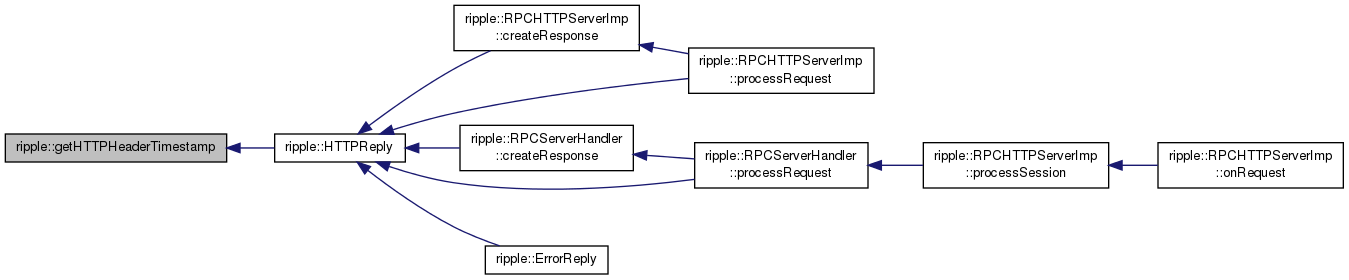 ripple::RPCHTTPServerImp
::createResponse
ripple::RPCHTTPServerImp
::processRequest
ripple::getHTTPHeaderTimestamp
ripple::HTTPReply
ripple::RPCServerHandler
::createResponse
ripple::RPCServerHandler
::processRequest
ripple::RPCHTTPServerImp
::processSession
ripple::RPCHTTPServerImp
::onRequest
ripple::ErrorReply